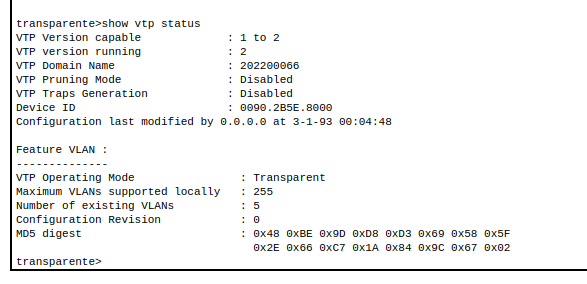 transparente>show vtp status
VTP Version capable : 1 to 2
VTP version running : 2
VTP Domain Name : 202200066
VTP Pruning Mode : Disabled
VTP Traps Generation : Disabled
Device ID : 0090.2B5E.8000
Configuration last modified by 0.0.0.0 at 3-1-93 00:04:48
Feature VLAN :
--------------
VTP Operating Mode : Transparent
Maximum VLANs supported locally : 255
Number of existing VLANs : 5
Configuration Revision : 0
MD5 digest : 0x48 0xBE 0x9D 0xD8 0xD3 0x69 0x58 0x5F
0x2E 0x66 0xC7 0x1A 0x84 0x9C 0x67 0x02
transparente>